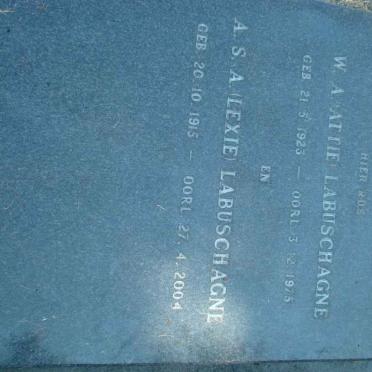 HIER RUS
W. A. (ATTIE) LABUSCHAGNE
GEB. 21. 5. 1923 — OORL. 3. 12. 1975
EN
A. S. A. (LEXIE) LABUSCHAGNE
GEB. 20. 10. 1915 — OORL. 27. 4. 2004